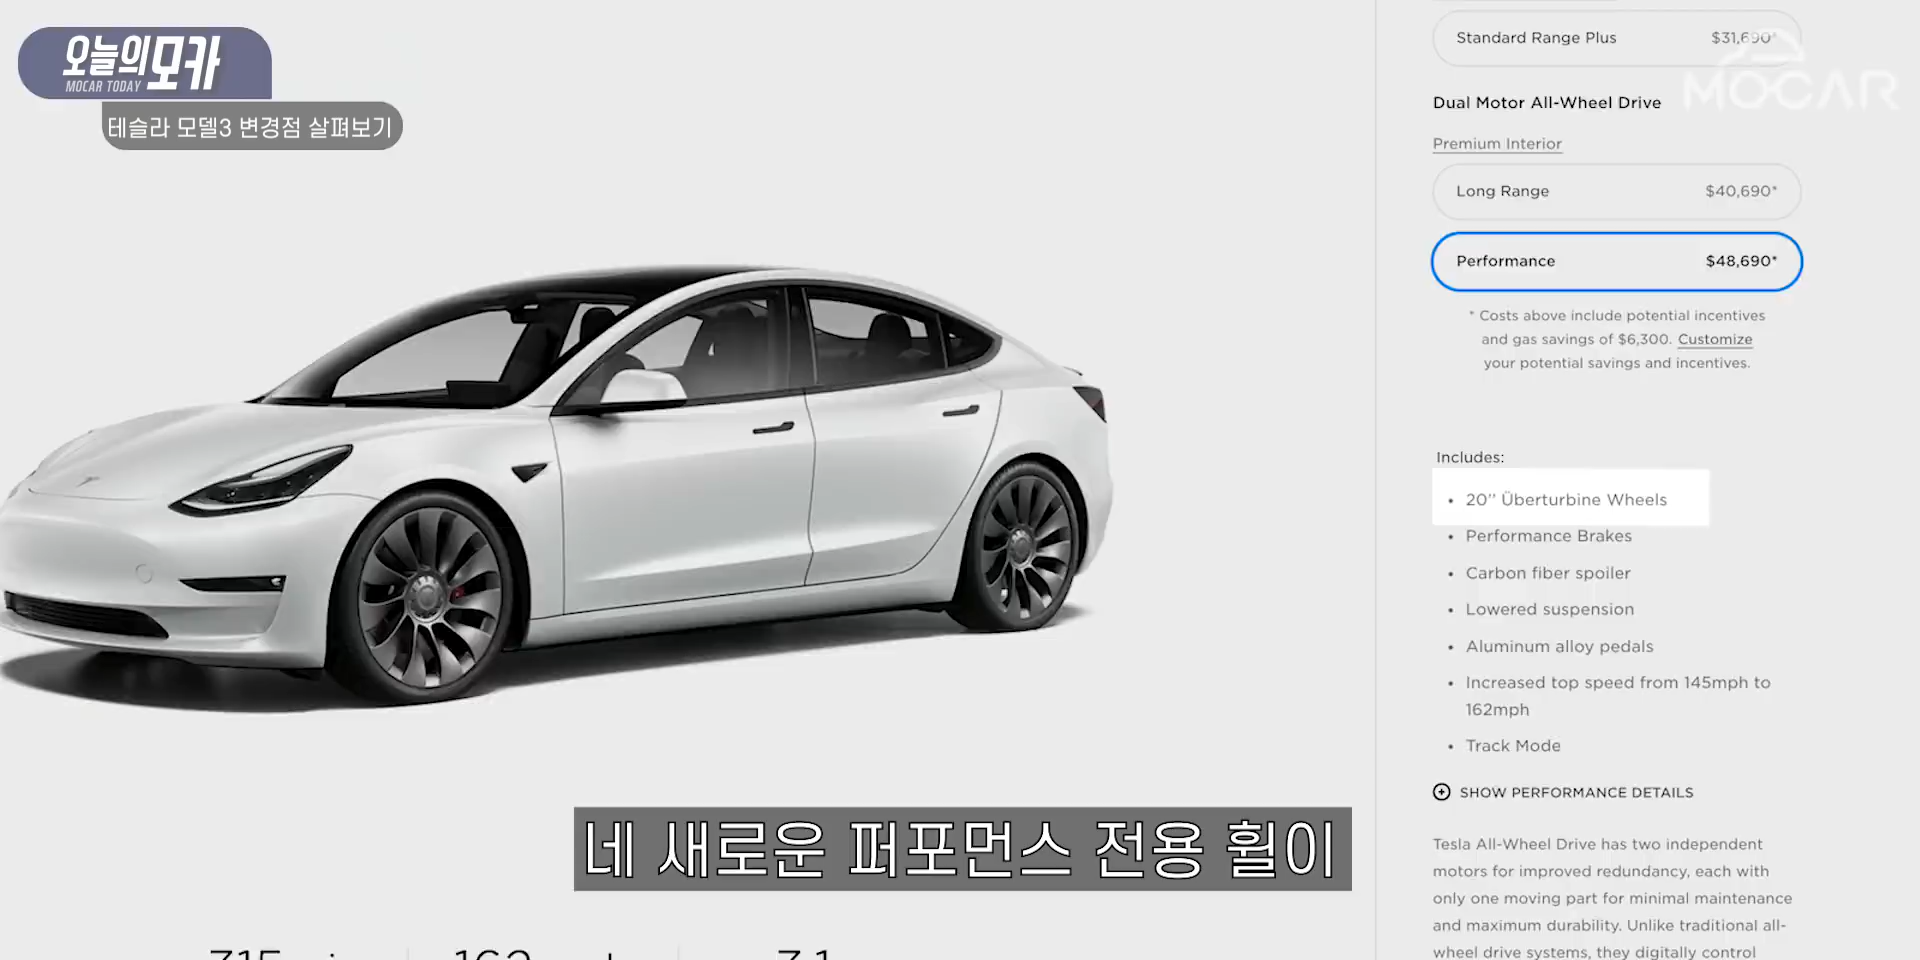 오늘의모카
MOCAR TODAY
테슬라 모델3 변경점 살펴보기
MOCAR
Standard Range Plus $31,690*
Dual Motor All-Wheel Drive
Premium Interior
Long Range $40,690*
Performance $48,690*
* Costs above include potential incentives
and gas savings of $6,300. Customize
your potential savings and incentives.
Includes:
• 20’’ Überturbine Wheels
• Performance Brakes
• Carbon fiber spoiler
• Lowered suspension
• Aluminum alloy pedals
• Increased top speed from 145mph to
162mph
• Track Mode
SHOW PERFORMANCE DETAILS
Tesla All-Wheel Drive has two independent
motors for improved redundancy, each with
only one moving part for minimal maintenance
and maximum durability. Unlike traditional all-
wheel drive systems, they digitally control
네 새로운 퍼포먼스 전용 휠이